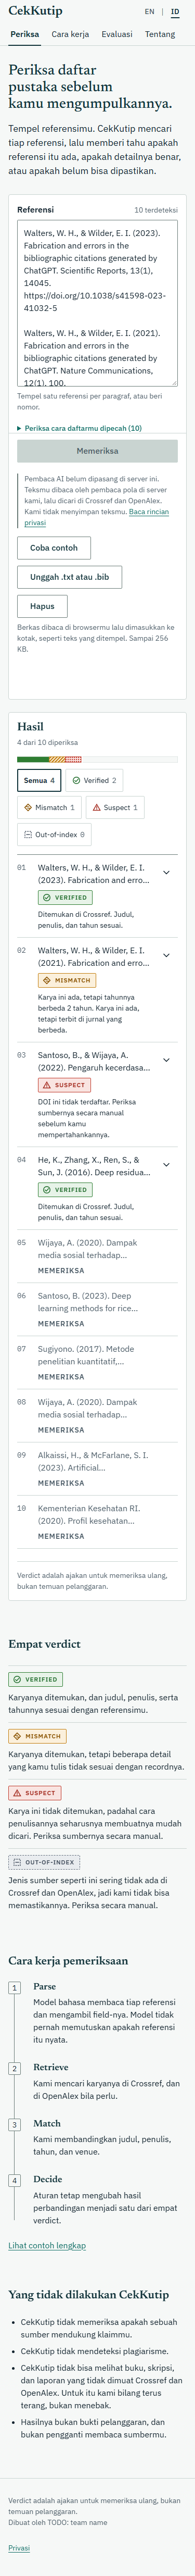 CekKutip
EN | ID
Periksa Cara kerja Evaluasi Tentang
Periksa daftar
pustaka sebelum
kamu mengumpulkannya.
Tempel referensimu. CekKutip mencari
tiap referensi, lalu memberi tahu apakah
referensi itu ada, apakah detailnya benar,
atau apakah belum bisa dipastikan.
Referensi 10 terdeteksi
Walters, W. H., & Wilder, E. I. (2023).
Fabrication and errors in the
bibliographic citations generated by
ChatGPT. Scientific Reports, 13(1),
14045.
https://doi.org/10.1038/s41598-023-
41032-5
Walters, W. H., & Wilder, E. I. (2021).
Fabrication and errors in the
bibliographic citations generated by
ChatGPT. Nature Communications,
12(1), 100.
Tempel satu referensi per paragraf, atau beri
nomor.
Periksa cara daftarmu dipecah (10)
Memeriksa
Pembaca AI belum dipasang di server ini.
Teksmu dibaca oleh pembaca pola di server
kami, lalu dicari di Crossref dan OpenAlex.
Kami tidak menyimpan teksmu. Baca rincian
privasi
Coba contoh
Unggah .txt atau .bib
Hapus
Berkas dibaca di browsermu lalu dimasukkan ke
kotak, seperti teks yang ditempel. Sampai 256
KB.
Hasil
4 dari 10 diperiksa
Semua 4
Verified 2
Mismatch 1
Suspect 1
Out-of-index 0
01 Walters, W. H., & Wilder, E. I.
(2023). Fabrication and erro…
VERIFIED
Ditemukan di Crossref. Judul,
penulis, dan tahun sesuai.
02 Walters, W. H., & Wilder, E. I.
(2021). Fabrication and erro…
MISMATCH
Karya ini ada, tetapi tahunnya
berbeda 2 tahun. Karya ini ada,
tetapi terbit di jurnal yang
berbeda.
03 Santoso, B., & Wijaya, A.
(2022). Pengaruh kecerdasa…
SUSPECT
DOI ini tidak terdaftar. Periksa
sumbernya secara manual
sebelum kamu
mempertahankannya.
04 He, K., Zhang, X., Ren, S., &
Sun, J. (2016). Deep residua…
VERIFIED
Ditemukan di Crossref. Judul,
penulis, dan tahun sesuai.
05 Wijaya, A. (2020). Dampak
media sosial terhadap…
MEMERIKSA
06 Santoso, B. (2023). Deep
learning methods for rice…
MEMERIKSA
07 Sugiyono. (2017). Metode
penelitian kuantitatif,…
MEMERIKSA
08 Wijaya, A. (2020). Dampak
media sosial terhadap…
MEMERIKSA
09 Alkaissi, H., & McFarlane, S. I.
(2023). Artificial…
MEMERIKSA
10 Kementerian Kesehatan RI.
(2020). Profil kesehatan…
MEMERIKSA
Verdict adalah ajakan untuk memeriksa ulang,
bukan temuan pelanggaran.
Empat verdict
VERIFIED
Karyanya ditemukan, dan judul, penulis, serta
tahunnya sesuai dengan referensimu.
MISMATCH
Karyanya ditemukan, tetapi beberapa detail
yang kamu tulis tidak sesuai dengan recordnya.
SUSPECT
Karya ini tidak ditemukan, padahal cara
penulisannya seharusnya membuatnya mudah
dicari. Periksa sumbernya secara manual.
OUT-OF-INDEX
Jenis sumber seperti ini sering tidak ada di
Crossref dan OpenAlex, jadi kami tidak bisa
memastikannya. Periksa secara manual.
Cara kerja pemeriksaan
1 Parse
Model bahasa membaca tiap referensi
dan mengambil field-nya. Model tidak
pernah memutuskan apakah referensi
itu nyata.
2 Retrieve
Kami mencari karyanya di Crossref, dan
di OpenAlex bila perlu.
3 Match
Kami membandingkan judul, penulis,
tahun, dan venue.
4 Decide
Aturan tetap mengubah hasil
perbandingan menjadi satu dari empat
verdict.
Lihat contoh lengkap
Yang tidak dilakukan CekKutip
• CekKutip tidak memeriksa apakah sebuah
sumber mendukung klaimmu.
• CekKutip tidak mendeteksi plagiarisme.
• CekKutip tidak bisa melihat buku, skripsi,
dan laporan yang tidak dimuat Crossref dan
OpenAlex. Untuk itu kami bilang terus
terang, bukan menebak.
• Hasilnya bukan bukti pelanggaran, dan
bukan pengganti membaca sumbermu.
Verdict adalah ajakan untuk memeriksa ulang, bukan
temuan pelanggaran.
Dibuat oleh TODO: team name
Privasi